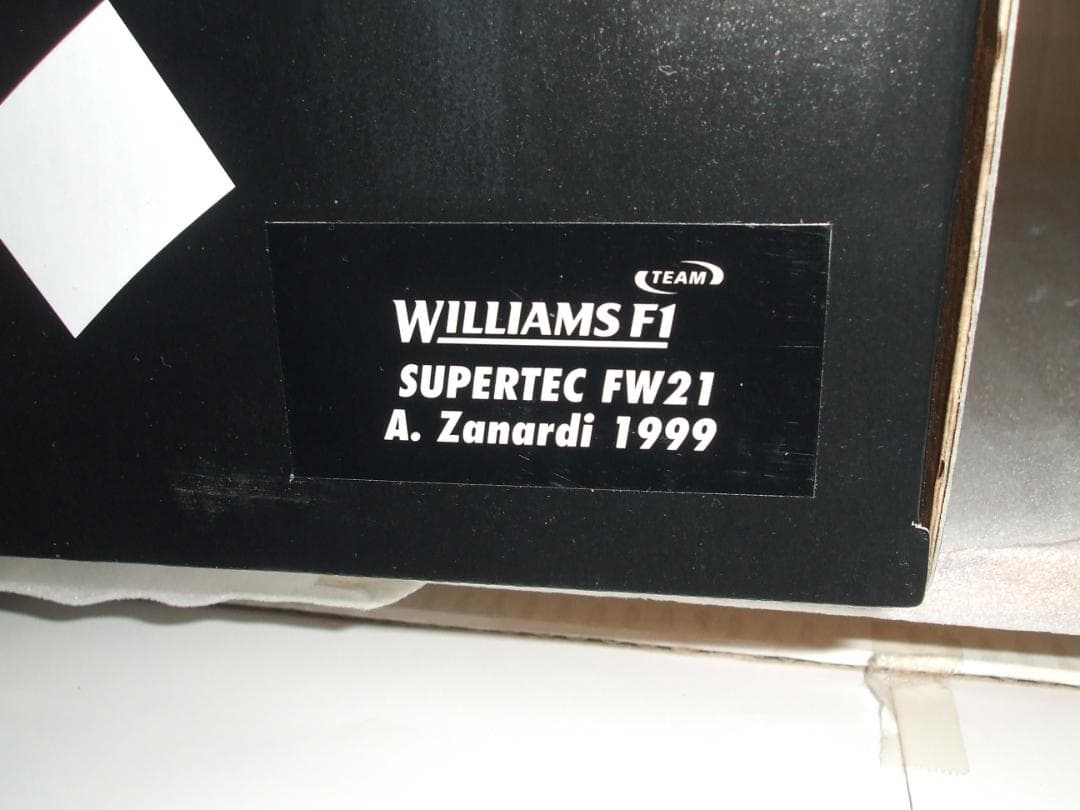 TEAM
WILLIAMS F1
SUPERTEC FW21
A. Zanardi 1999